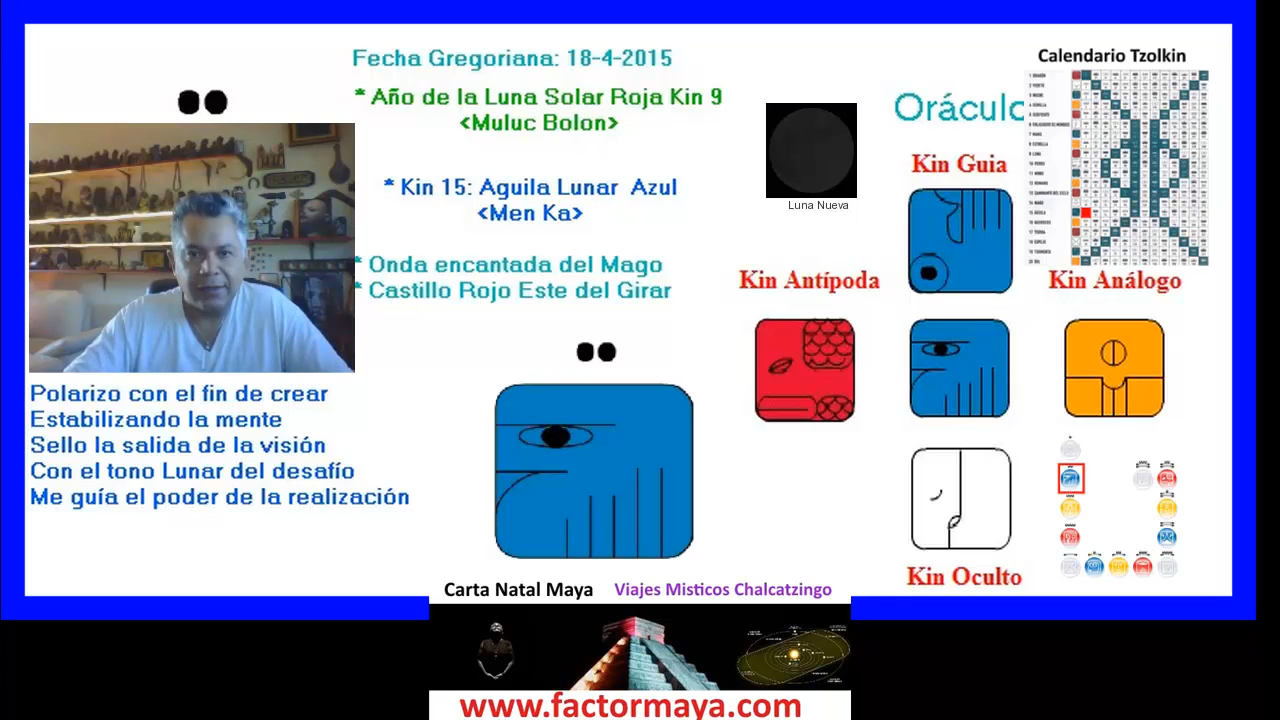 Fecha Gregoriana: 18-4-2015
* Año de la Luna Solar Roja Kin 9
<Muluc Bolon>
* Kin 15: Aguila Lunar Azul
<Men Ka>
* Onda encantada del Mago
* Castillo Rojo Este del Girar
Polarizo con el fin de crear
Estabilizando la mente
Sello la salida de la visión
Con el tono Lunar del desafío
Me guía el poder de la realización
Luna Nueva
Oráculo
Calendario Tzolkin
Kin Guia
Kin Antípoda
Kin Análogo
Kin Oculto
Carta Natal Maya
Viajes Misticos Chalcatzingo
www.factormaya.com